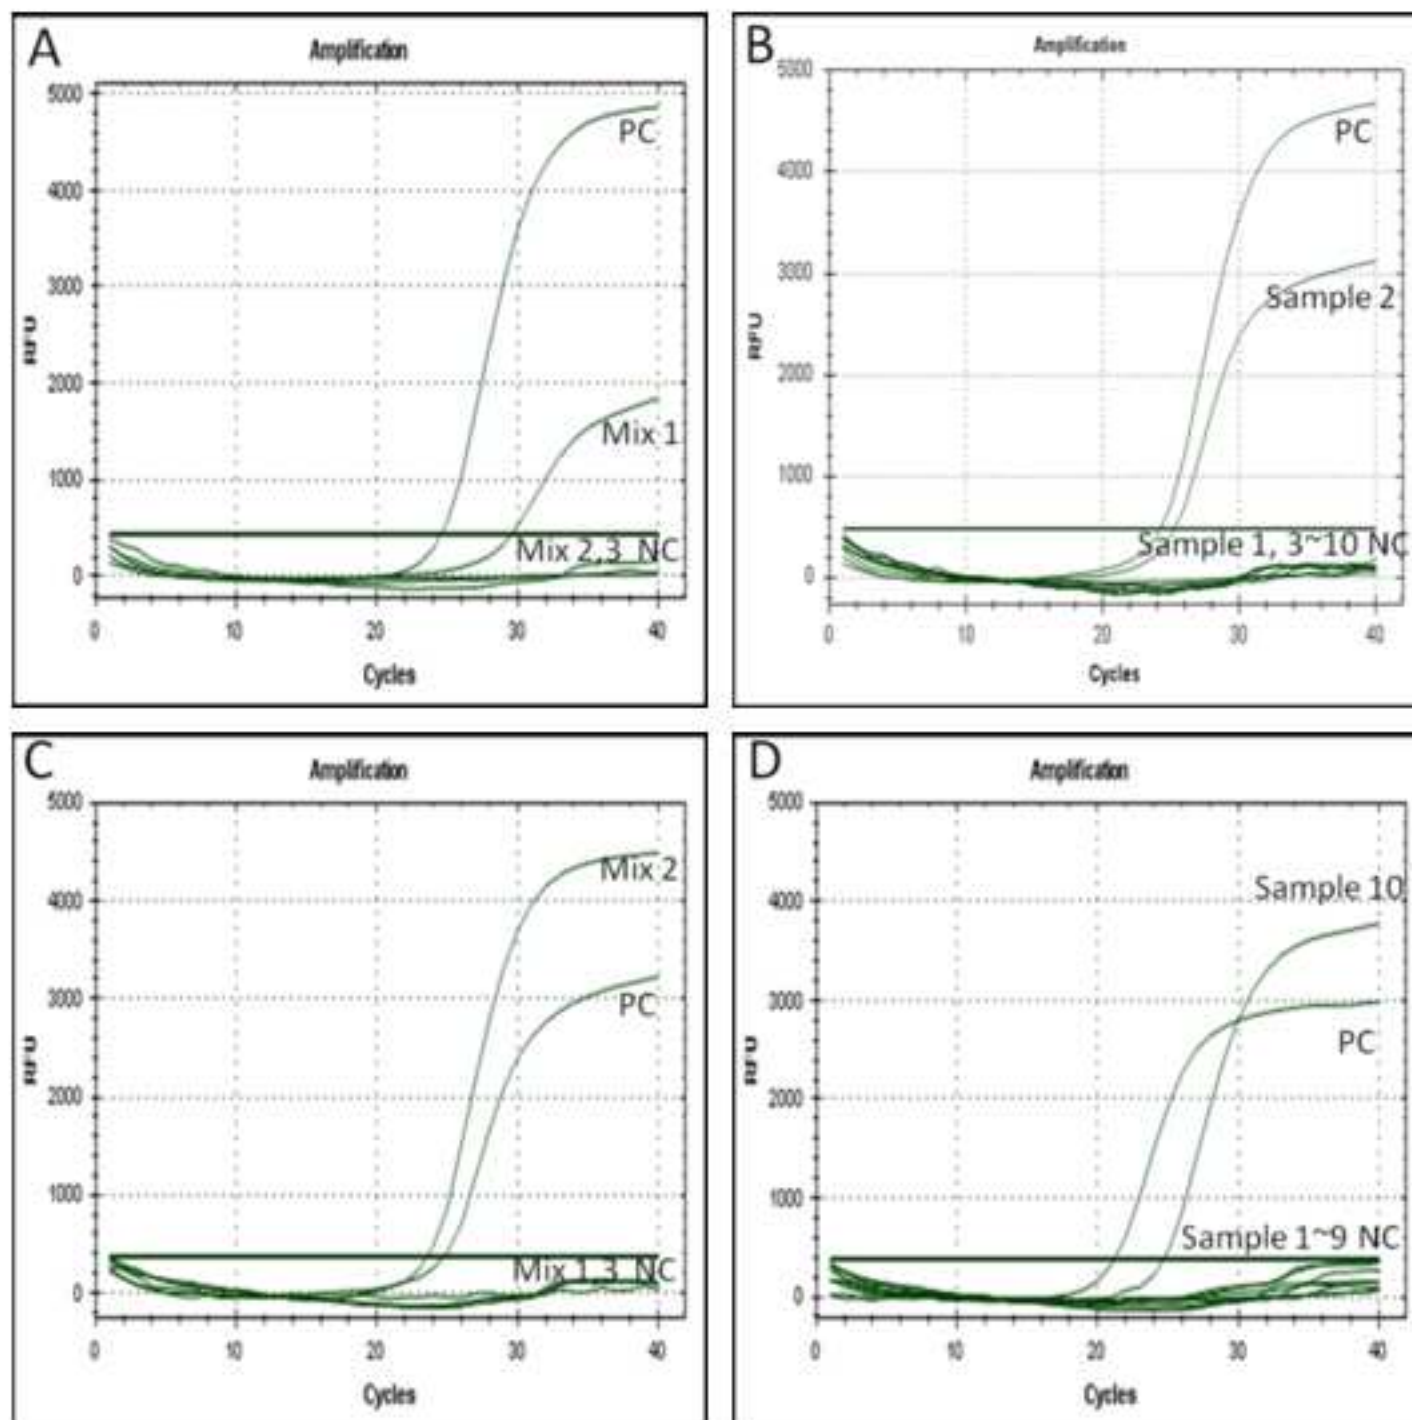 A
Amplification
5000
4000
3000
2000
1000
0
RFU
PC
Mix 1
Mix 2,3 NC
0 10 20 30 40
Cycles
B
Amplification
5000
4000
3000
2000
1000
0
RFU
PC
Sample 2
Sample 1, 3~10 NC
0 10 20 30 40
Cycles
C
Amplification
5000
4000
3000
2000
1000
0
RFU
Mix 2
PC
Mix 1,3 NC
0 10 20 30 40
Cycles
D
Amplification
5000
4000
3000
2000
1000
0
RFU
Sample 10
PC
Sample 1~9 NC
0 10 20 30 40
Cycles